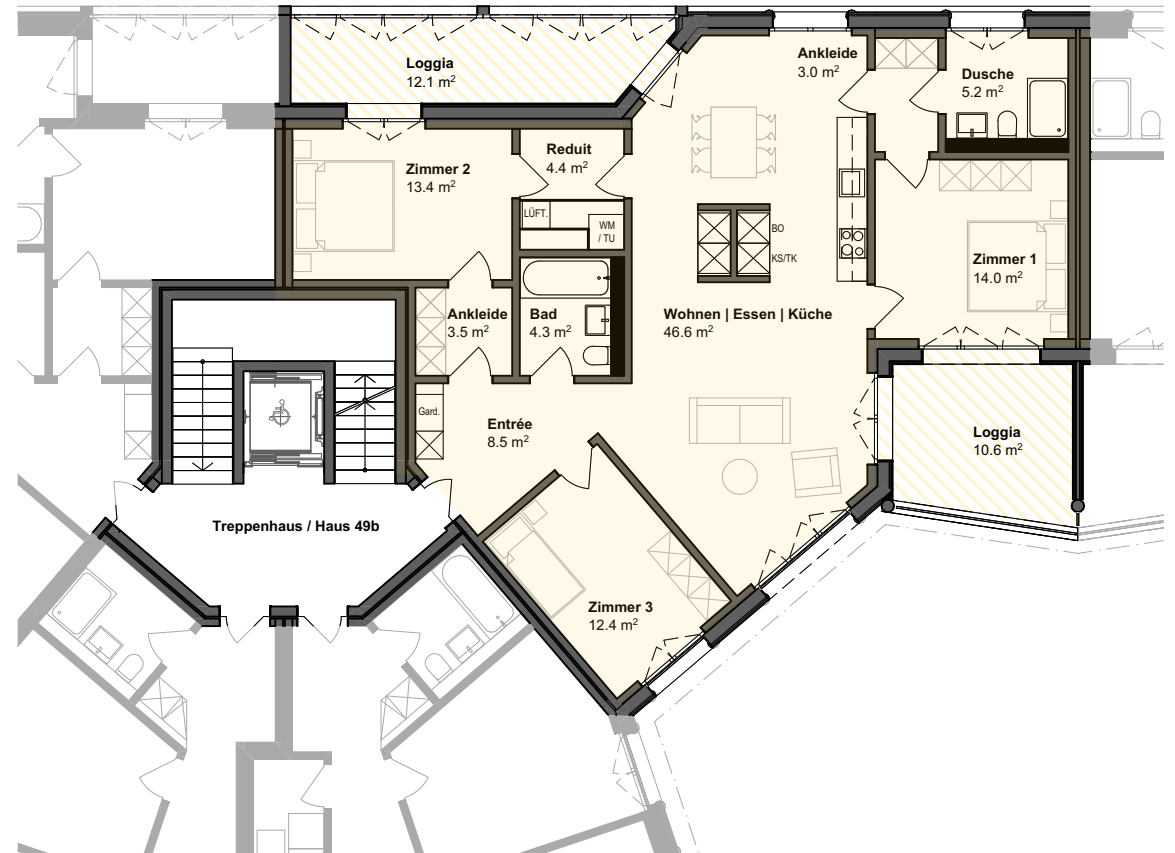 Loggia
12.1 m²
Ankleide
3.0 m²
Dusche
5.2 m²
Zimmer 2
13.4 m²
Reduit
4.4 m²
LÜFT.
WM
/ TU
BO
KS/TK
Zimmer 1
14.0 m²
Ankleide
3.5 m²
Bad
4.3 m²
Wohnen | Essen | Küche
46.6 m²
Gard.
Entrée
8.5 m²
Loggia
10.6 m²
Treppenhaus / Haus 49b
Zimmer 3
12.4 m²